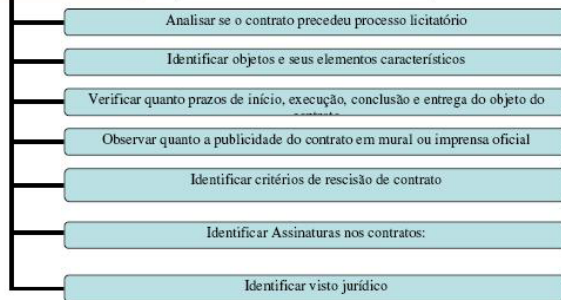 Analisar se o contrato precedeu processo licitatório
Identificar objetos e seus elementos característicos
Verificar quanto prazos de início, execução, conclusão e entrega do objeto do
contrato
Observar quanto a publicidade do contrato em mural ou imprensa oficial
Identificar critérios de rescisão de contrato
Identificar Assinaturas nos contratos:
Identificar visto jurídico